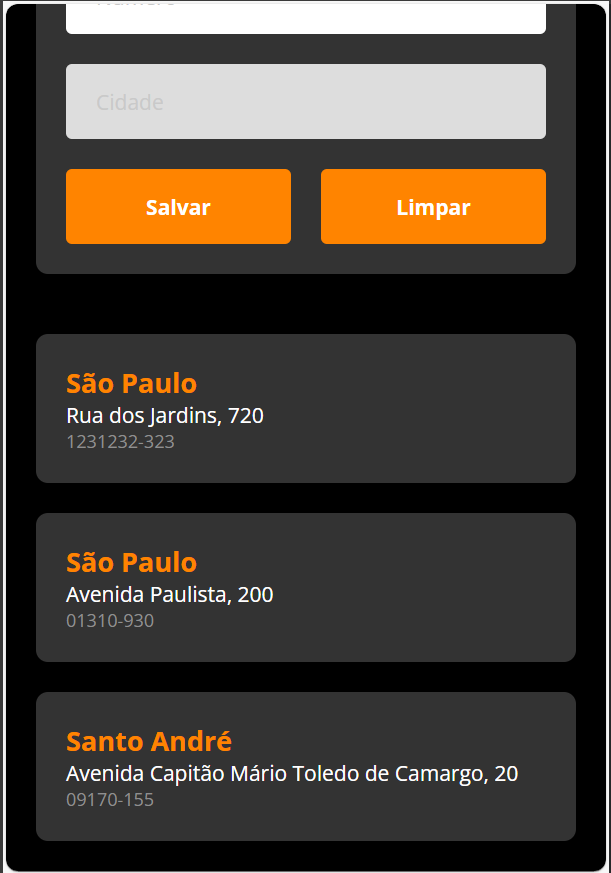 Cidade
Salvar
Limpar
São Paulo
Rua dos Jardins, 720
1231232-323
São Paulo
Avenida Paulista, 200
01310-930
Santo André
Avenida Capitão Mário Toledo de Camargo, 20
09170-155